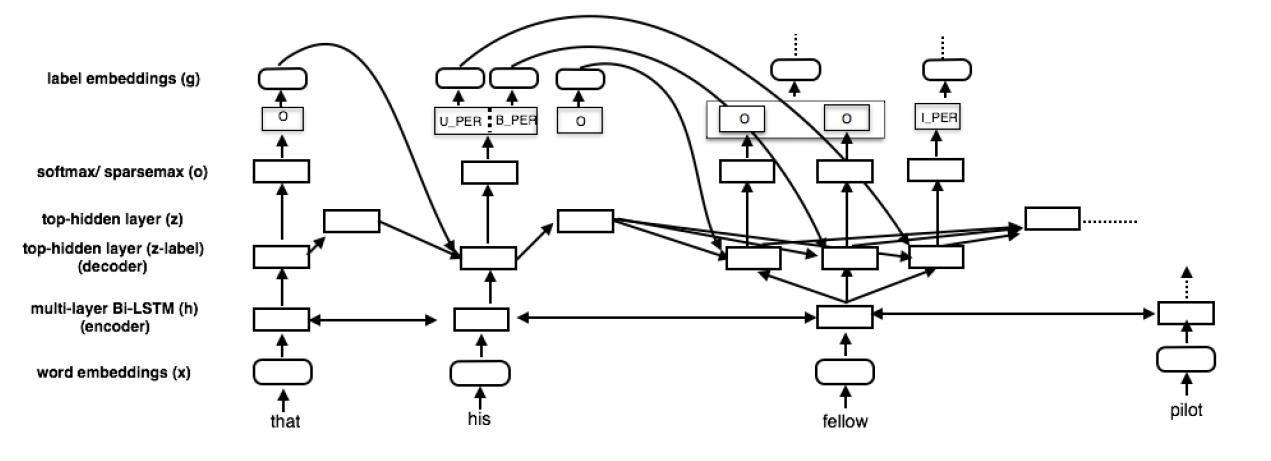 label embeddings (g)
O
U_PER
B_PER
O
O
O
I_PER
softmax/ sparsemax (o)
top-hidden layer (z)
top-hidden layer (z-label)
(decoder)
multi-layer Bi-LSTM (h)
(encoder)
word embeddings (x)
that
his
fellow
pilot